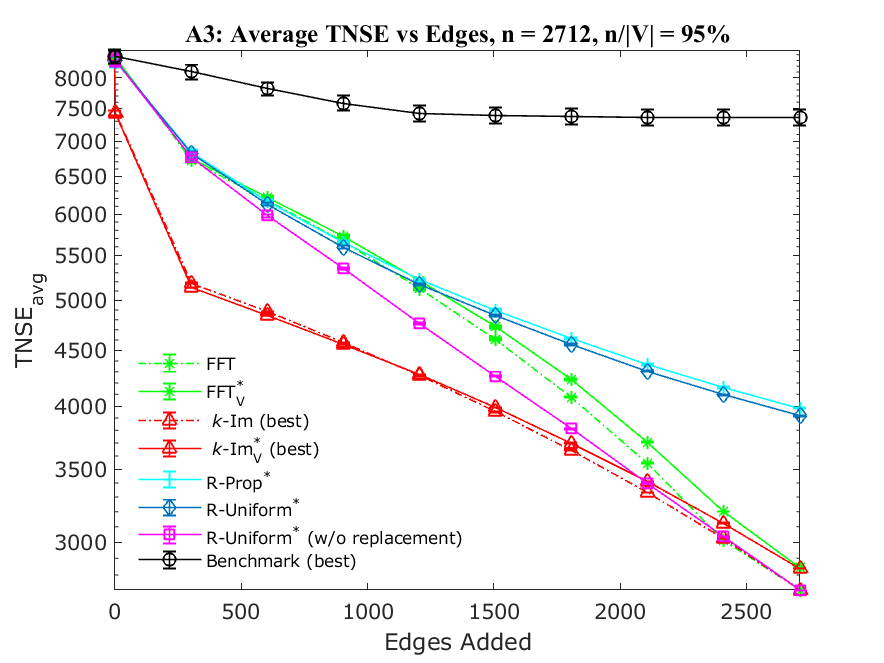 A3: Average TNSE vs Edges, n = 2712, n/|V| = 95%
8000
7500
7000
6500
6000
5500
5000
4500
4000
3500
3000
TNSE_avg
FFT
FFT*_V
k-Im (best)
k-Im*_V (best)
R-Prop*
R-Uniform*
R-Uniform* (w/o replacement)
Benchmark (best)
0 500 1000 1500 2000 2500
Edges Added